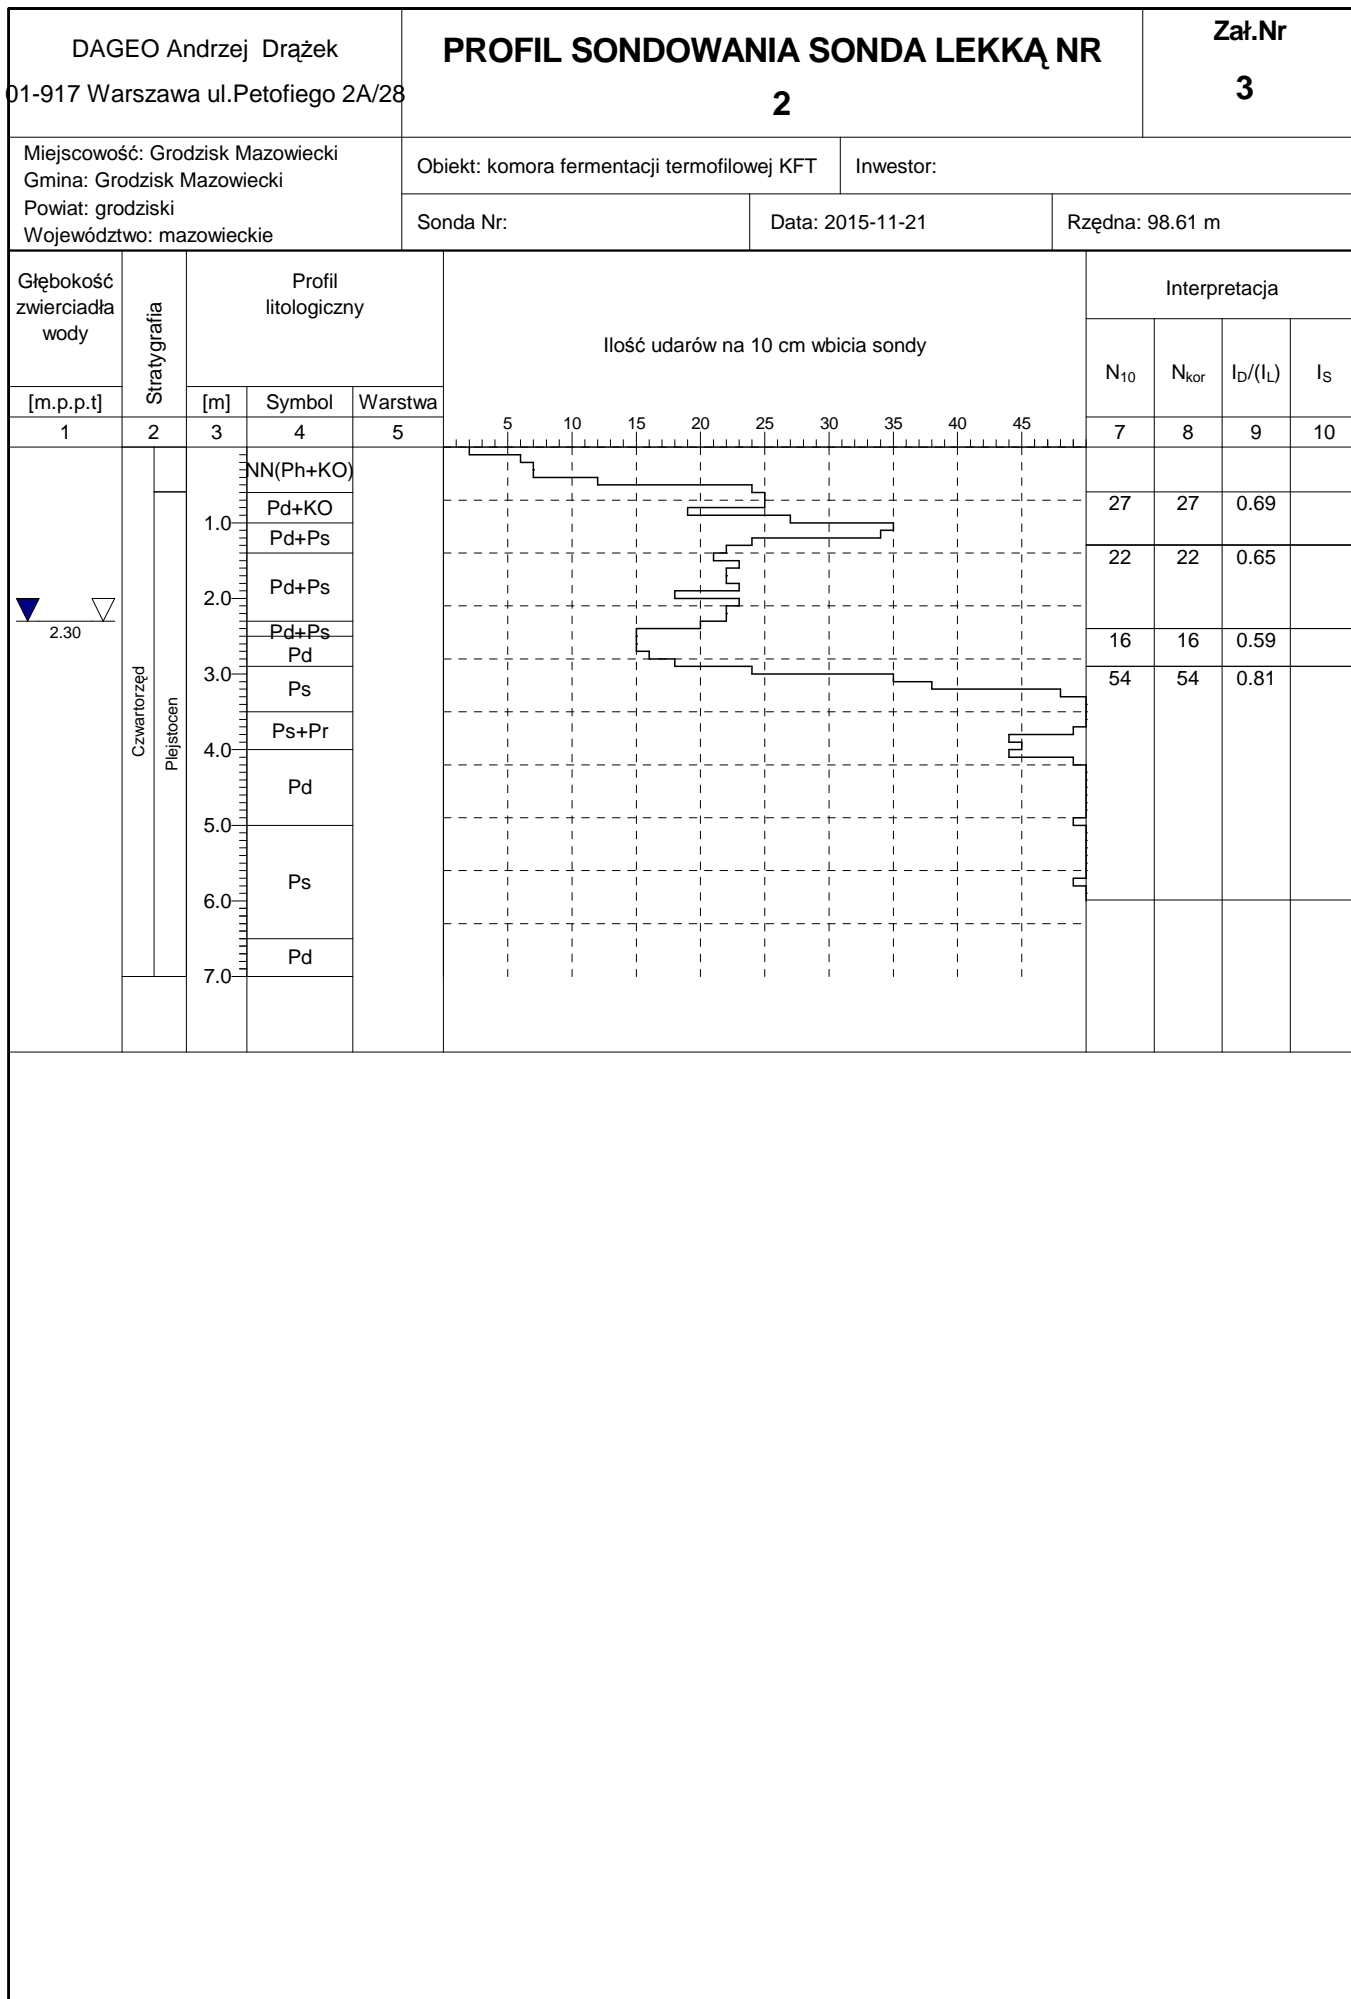 DAGEO Andrzej Drążek
01-917 Warszawa ul.Petofiego 2A/28
PROFIL SONDOWANIA SONDA LEKKĄ NR
2
Zał.Nr
3
Miejscowość: Grodzisk Mazowiecki
Gmina: Grodzisk Mazowiecki
Powiat: grodziski
Województwo: mazowieckie
Obiekt: komora fermentacji termofilowej KFT
Inwestor:
Sonda Nr:
Data: 2015-11-21
Rzędna: 98.61 m
Głębokość
zwierciadła
wody
[m.p.p.t]
Stratygrafia
Profil
litologiczny
[m]
Symbol
Warstwa
Ilość udarów na 10 cm wbicia sondy
Interpretacja
N10
Nkor
ID/(IL)
IS
1 2 3 4 5
5 10 15 20 25 30 35 40 45
7 8 9 10
NN(Ph+KO)
Pd+KO
27 27 0.69
1.0
Pd+Ps
22 22 0.65
Pd+Ps
2.0
2.30
Pd+Ps
16 16 0.59
Pd
3.0
54 54 0.81
Ps
Czwartorzęd
Plejstocen
Ps+Pr
4.0
Pd
5.0
Ps
6.0
Pd
7.0